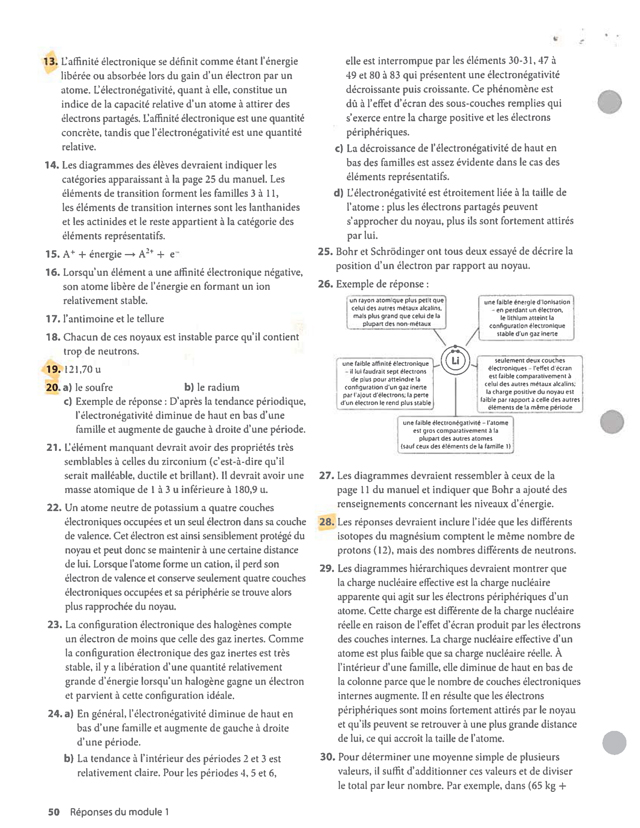 13. L'affinité électronique se définit comme étant l'énergie
libérée ou absorbée lors du gain d'un électron par un
atome. L'électronégativité, quant à elle, constitue un
indice de la capacité relative d'un atome à attirer des
électrons partagés. L'affinité électronique est une quantité
concrète, tandis que l'électronégativité est une quantité
relative.
14. Les diagrammes des élèves devraient indiquer les
catégories apparaissant à la page 25 du manuel. Les
éléments de transition forment les familles 3 à 11,
les éléments de transition internes sont les lanthanides
et les actinides et le reste appartient à la catégorie des
éléments représentatifs.
15. A⁺ + énergie → A²⁺ + e⁻
16. Lorsqu'un élément a une affinité électronique négative,
son atome libère de l'énergie en formant un ion
relativement stable.
17. l'antimoine et le tellure
18. Chacun de ces noyaux est instable parce qu'il contient
trop de neutrons.
19. 121,70 u
20. a) le soufre b) le radium
c) Exemple de réponse : D'après la tendance périodique,
l'électronégativité diminue de haut en bas d'une
famille et augmente de gauche à droite d'une période.
21. L'élément manquant devrait avoir des propriétés très
semblables à celles du zirconium (c'est-à-dire qu'il
serait malléable, ductile et brillant). Il devrait avoir une
masse atomique de 1 à 3 u inférieure à 180,9 u.
22. Un atome neutre de potassium a quatre couches
électroniques occupées et un seul électron dans sa couche
de valence. Cet électron est ainsi sensiblement protégé du
noyau et peut donc se maintenir à une certaine distance
de lui. Lorsque l'atome forme un cation, il perd son
électron de valence et conserve seulement quatre couches
électroniques occupées et sa périphérie se trouve alors
plus rapprochée du noyau.
23. La configuration électronique des halogènes compte
un électron de moins que celle des gaz inertes. Comme
la configuration électronique des gaz inertes est très
stable, il y a libération d'une quantité relativement
grande d'énergie lorsqu'un halogène gagne un électron
et parvient à cette configuration idéale.
24. a) En général, l'électronégativité diminue de haut en
bas d'une famille et augmente de gauche à droite
d'une période.
b) La tendance à l'intérieur des périodes 2 et 3 est
relativement claire. Pour les périodes 4, 5 et 6,
elle est interrompue par les éléments 30-31, 47 à
49 et 80 à 83 qui présentent une électronégativité
décroissante puis croissante. Ce phénomène est
dû à l'effet d'écran des sous-couches remplies qui
s'exerce entre la charge positive et les électrons
périphériques.
c) La décroissance de l'électronégativité de haut en
bas des familles est assez évidente dans le cas des
éléments représentatifs.
d) L'électronégativité est étroitement liée à la taille de
l'atome : plus les électrons partagés peuvent
s'approcher du noyau, plus ils sont fortement attirés
par lui.
25. Bohr et Schrödinger ont tous deux essayé de décrire la
position d'un électron par rapport au noyau.
26. Exemple de réponse :
un rayon atomique plus petit que
celui des autres métaux alcalins,
mais plus grand que celui de la
plupart des non-métaux
une faible énergie d'ionisation
– en perdant un électron,
le lithium atteint la
configuration électronique
stable d'un gaz inerte
Li
une faible affinité électronique
– il lui faudrait sept électrons
de plus pour atteindre la
configuration d'un gaz inerte
par l'ajout d'électrons; la perte
d'un électron le rend plus stable
seulement deux couches
électroniques – l'effet d'écran
est faible comparativement à
celui des autres métaux alcalins;
la charge positive du noyau est
faible par rapport à celle des autres
éléments de la même période
une faible électronégativité – l'atome
est gros comparativement à la
plupart des autres atomes
(sauf ceux des éléments de la famille 1)
27. Les diagrammes devraient ressembler à ceux de la
page 11 du manuel et indiquer que Bohr a ajouté des
renseignements concernant les niveaux d'énergie.
28. Les réponses devraient inclure l'idée que les différents
isotopes du magnésium comptent le même nombre de
protons (12), mais des nombres différents de neutrons.
29. Les diagrammes hiérarchiques devraient montrer que
la charge nucléaire effective est la charge nucléaire
apparente qui agit sur les électrons périphériques d'un
atome. Cette charge est différente de la charge nucléaire
réelle en raison de l'effet d'écran produit par les électrons
des couches internes. La charge nucléaire effective d'un
atome est plus faible que sa charge nucléaire réelle. À
l'intérieur d'une famille, elle diminue de haut en bas de
la colonne parce que le nombre de couches électroniques
internes augmente. Il en résulte que les électrons
périphériques sont moins fortement attirés par le noyau
et qu'ils peuvent se retrouver à une plus grande distance
de lui, ce qui accroît la taille de l'atome.
30. Pour déterminer une moyenne simple de plusieurs
valeurs, il suffit d'additionner ces valeurs et de diviser
le total par leur nombre. Par exemple, dans (65 kg +
50 Réponses du module 1